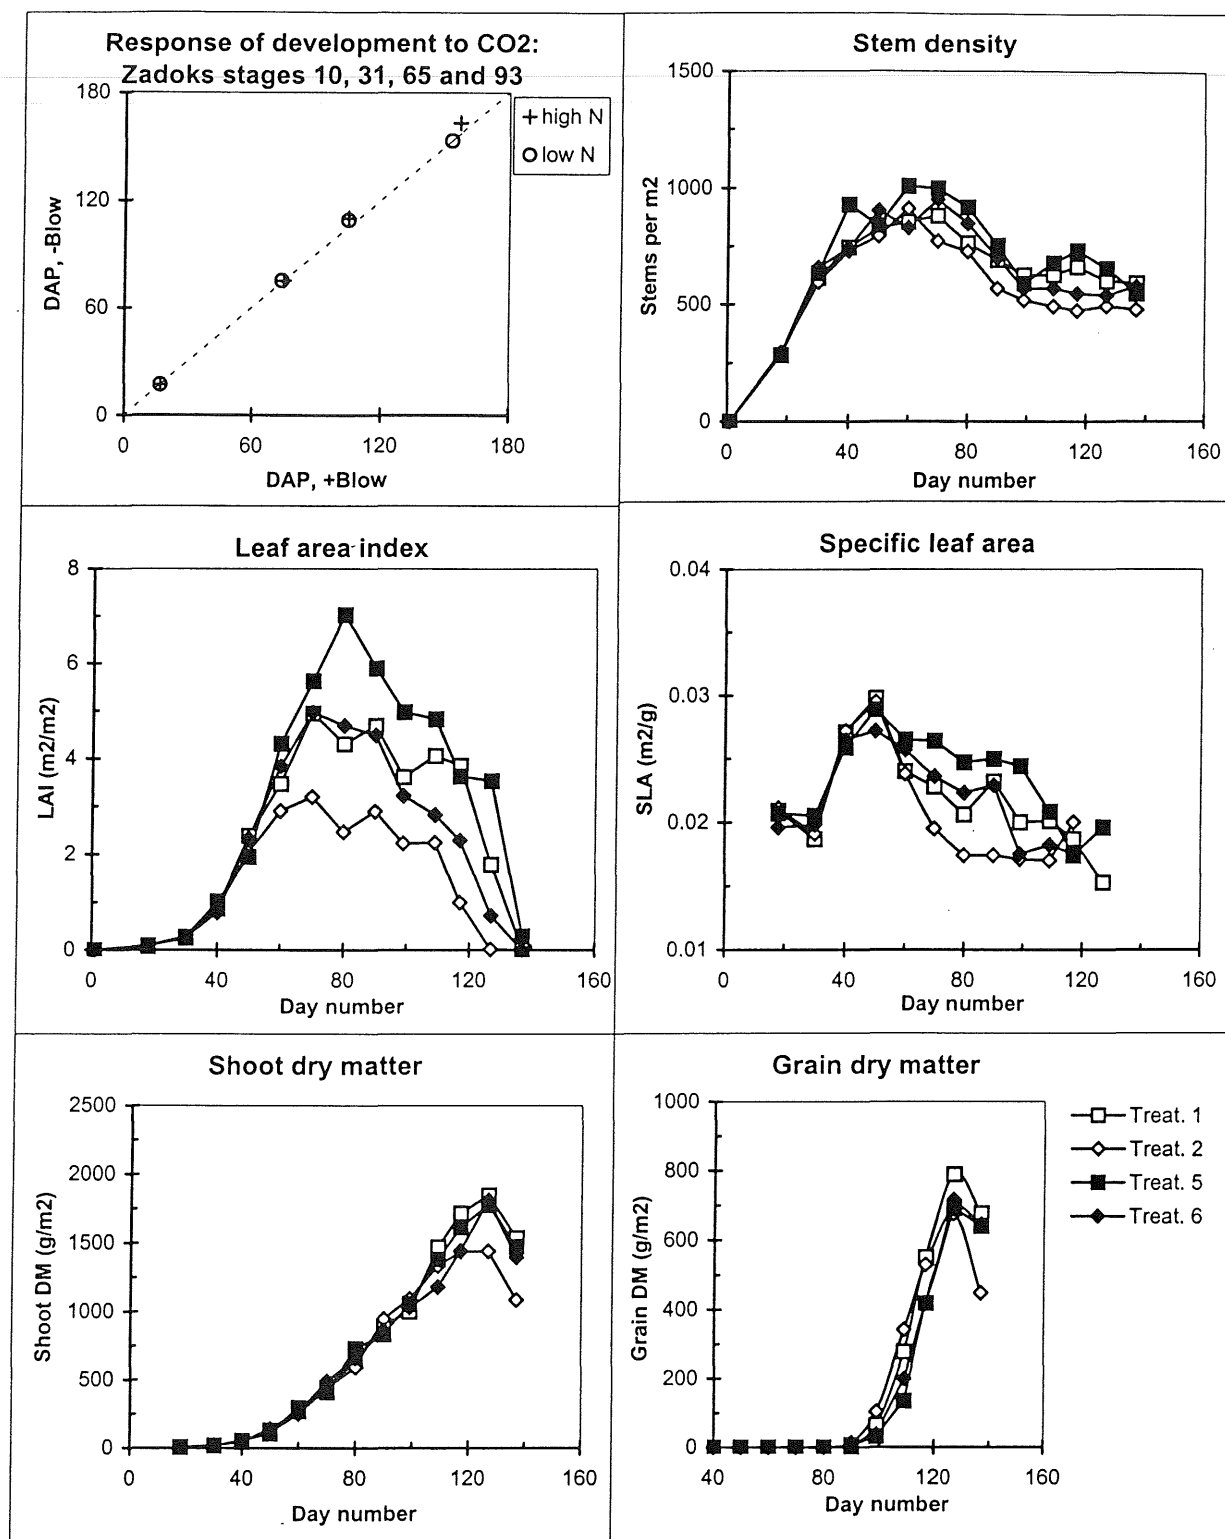 Response of development to CO2:
Zadoks stages 10, 31, 65 and 93
180
120
60
0
0 60 120 180
DAP, -Blow
DAP, +Blow
high N
low N
Stem density
1500
1000
500
0
0 40 80 120 160
Stems per m2
Day number
Leaf area index
8
6
4
2
0
0 40 80 120 160
LAI (m2/m2)
Day number
Specific leaf area
0.04
0.03
0.02
0.01
0 40 80 120 160
SLA (m2/g)
Day number
Shoot dry matter
2500
2000
1500
1000
500
0
0 40 80 120 160
Shoot DM (g/m2)
Day number
Grain dry matter
1000
800
600
400
200
0
40 80 120 160
Grain DM (g/m2)
Day number
Treat. 1
Treat. 2
Treat. 5
Treat. 6